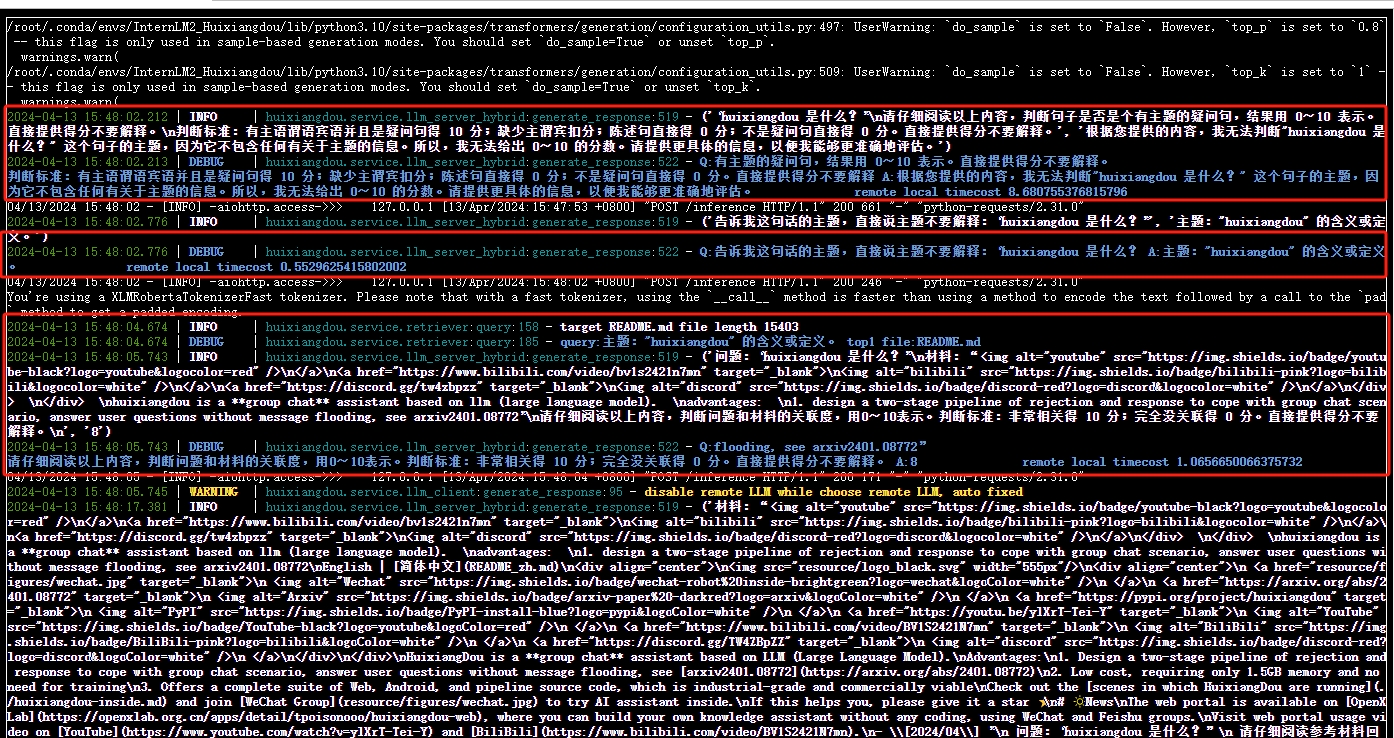 /root/.conda/envs/InternLM2_Huixiangdou/lib/python3.10/site-packages/transformers/generation/configuration_utils.py:497: UserWarning: `do_sample` is set to `False`. However, `top_p` is set to `0.8`
 -- this flag is only used in sample-based generation modes. You should set `do_sample=True` or unset `top_p`.
  warnings.warn(
/root/.conda/envs/InternLM2_Huixiangdou/lib/python3.10/site-packages/transformers/generation/configuration_utils.py:509: UserWarning: `do_sample` is set to `False`. However, `top_k` is set to `1` -
- this flag is only used in sample-based generation modes. You should set `do_sample=True` or unset `top_k`.
  warnings.warn(
2024-04-13 15:48:02.212 | INFO     | huixiangdou.service.llm_server_hybrid:generate_response:519 - ('“huixiangdou 是什么？”\n请仔细阅读以上内容，判断句子是否是个有主题的疑问句，结果用 0～10 表示。
直接提供得分不要解释。\n判断标准：有主语谓语宾语并且是疑问句得 10 分；缺少主谓宾扣分；陈述句直接得 0 分；不是疑问句直接得 0 分。直接提供得分不要解释。', '根据您提供的内容，我无法判断"huixiangdou 是
什么？" 这个句子的主题，因为它不包含任何有关于主题的信息。所以，我无法给出 0～10 的分数。请提供更具体的信息，以便我能够更准确地评估。')
2024-04-13 15:48:02.213 | DEBUG    | huixiangdou.service.llm_server_hybrid:generate_response:522 - Q:有主题的疑问句，结果用 0～10 表示。直接提供得分不要解释。
判断标准：有主语谓语宾语并且是疑问句得 10 分；缺少主谓宾扣分；陈述句直接得 0 分；不是疑问句直接得 0 分。直接提供得分不要解释 A:根据您提供的内容，我无法判断"huixiangdou 是什么？" 这个句子的主题，因
为它不包含任何有关于主题的信息。所以，我无法给出 0～10 的分数。请提供更具体的信息，以便我能够更准确地评估。                remote local timecost 8.680755376815796
04/13/2024 15:48:02 - [INFO] -aiohttp.access->>>    127.0.0.1 [13/Apr/2024:15:47:53 +0800] "POST /inference HTTP/1.1" 200 661 "-" "python-requests/2.31.0"
2024-04-13 15:48:02.776 | INFO     | huixiangdou.service.llm_server_hybrid:generate_response:519 - ('告诉我这句话的主题，直接说主题不要解释：“huixiangdou 是什么？”', '主题："huixiangdou" 的含义或定
义。')
2024-04-13 15:48:02.776 | DEBUG    | huixiangdou.service.llm_server_hybrid:generate_response:522 - Q:告诉我这句话的主题，直接说主题不要解释：“huixiangdou 是什么？ A:主题："huixiangdou" 的含义或定义
。        remote local timecost 0.5529625415802002
04/13/2024 15:48:02 - [INFO] -aiohttp.access->>>    127.0.0.1 [13/Apr/2024:15:48:02 +0800] "POST /inference HTTP/1.1" 200 246 "-" "python-requests/2.31.0"
You're using a XLMRobertaTokenizerFast tokenizer. Please note that with a fast tokenizer, using the `__call__` method is faster than using a method to encode the text followed by a call to the `pad
` method to get a padded encoding.
2024-04-13 15:48:04.674 | INFO     | huixiangdou.service.retriever:query:158 - target README.md file length 15403
2024-04-13 15:48:04.674 | DEBUG    | huixiangdou.service.retriever:query:185 - query:主题："huixiangdou" 的含义或定义。 top1 file:README.md
2024-04-13 15:48:05.743 | INFO     | huixiangdou.service.llm_server_hybrid:generate_response:519 - ('问题：“huixiangdou 是什么？”\n材料：“<img alt="youtube" src="https://img.shields.io/badge/youtu
be-black?logo=youtube&logocolor=red" />\n</a>\n<a href="https://www.bilibili.com/video/bv1s2421n7mn" target="_blank">\n<img alt="bilibili" src="https://img.shields.io/badge/bilibili-pink?logo=bilib
ili&logocolor=white" />\n</a>\n<a href="https://discord.gg/tw4zbpzz" target="_blank">\n<img alt="discord" src="https://img.shields.io/badge/discord-red?logo=discord&logocolor=white" />\n</a>\n</div
>  \n</div>  \nhuixiangdou is a **group chat** assistant based on llm (large language model).  \nadvantages:  \n1. design a two-stage pipeline of rejection and response to cope with group chat scen
ario, answer user questions without message flooding, see arxiv2401.08772”\n请仔细阅读以上内容，判断问题和材料的关联度，用0～10表示。判断标准：非常相关得 10 分；完全没关联得 0 分。直接提供得分不要
解释。\n', '8')
2024-04-13 15:48:05.743 | DEBUG    | huixiangdou.service.llm_server_hybrid:generate_response:522 - Q:flooding, see arxiv2401.08772”
请仔细阅读以上内容，判断问题和材料的关联度，用0～10表示。判断标准：非常相关得 10 分；完全没关联得 0 分。直接提供得分不要解释。 A:8             remote local timecost 1.0656650066375732
04/13/2024 15:48:05 - [INFO] -aiohttp.access->>>    127.0.0.1 [13/Apr/2024:15:48:04 +0800] "POST /inference HTTP/1.1" 200 171 "-" "python-requests/2.31.0"
2024-04-13 15:48:05.745 | WARNING  | huixiangdou.service.llm_client:generate_response:95 - disable remote LLM while choose remote LLM, auto fixed
2024-04-13 15:48:17.381 | INFO     | huixiangdou.service.llm_server_hybrid:generate_response:519 - ('材料：“<img alt="youtube" src="https://img.shields.io/badge/youtube-black?logo=youtube&logocolo
r=red" />\n</a>\n<a href="https://www.bilibili.com/video/bv1s2421n7mn" target="_blank">\n<img alt="bilibili" src="https://img.shields.io/badge/bilibili-pink?logo=bilibili&logocolor=white" />\n</a>\
n<a href="https://discord.gg/tw4zbpzz" target="_blank">\n<img alt="discord" src="https://img.shields.io/badge/discord-red?logo=discord&logocolor=white" />\n</a>\n</div>  \n</div>  \nhuixiangdou is
a **group chat** assistant based on llm (large language model).  \nadvantages:  \n1. design a two-stage pipeline of rejection and response to cope with group chat scenario, answer user questions wi
thout message flooding, see arxiv2401.08772\nEnglish | [简体中文](README_zh.md)\n<div align="center">\n<img src="resource/logo_black.svg" width="555px"/>\n<div align="center">\n <a href="resource/f
igures/wechat.jpg" target="_blank">\n <img alt="Wechat" src="https://img.shields.io/badge/wechat-robot%20inside-brightgreen?logo=wechat&logoColor=white" />\n </a>\n <a href="https://arxiv.org/abs/2
401.08772" target="_blank">\n <img alt="Arxiv" src="https://img.shields.io/badge/arxiv-paper%20-darkred?logo=arxiv&logoColor=white" />\n </a>\n <a href="https://pypi.org/project/huixiangdou" target
="_blank">\n <img alt="PyPI" src="https://img.shields.io/badge/PyPI-install-blue?logo=pypi&logoColor=white" />\n </a>\n <a href="https://youtu.be/ylXrT-Tei-Y" target="_blank">\n <img alt="YouTube"
src="https://img.shields.io/badge/YouTube-black?logo=youtube&logoColor=red" />\n </a>\n <a href="https://www.bilibili.com/video/BV1S2421N7mn" target="_blank">\n <img alt="BiliBili" src="https://img
.shields.io/badge/BiliBili-pink?logo=bilibili&logoColor=white" />\n </a>\n <a href="https://discord.gg/TW4ZBpZZ" target="_blank">\n <img alt="discord" src="https://img.shields.io/badge/discord-red?
logo=discord&logoColor=white" />\n </a>\n</div>\n</div>\nHuixiangDou is a **group chat** assistant based on LLM (Large Language Model).\nAdvantages:\n1. Design a two-stage pipeline of rejection and
 response to cope with group chat scenario, answer user questions without message flooding, see [arxiv2401.08772](https://arxiv.org/abs/2401.08772)\n2. Low cost, requiring only 1.5GB memory and no
need for training\n3. Offers a complete suite of Web, Android, and pipeline source code, which is industrial-grade and commercially viable\nCheck out the [scenes in which HuixiangDou are running](.
/huixiangdou-inside.md) and join [WeChat Group](resource/figures/wechat.jpg) to try AI assistant inside.\nIf this helps you, please give it a star ⭐\n# 🔆News\nThe web portal is available on [OpenX
Lab](https://openxlab.org.cn/apps/detail/tpoisonooo/huixiangdou-web), where you can build your own knowledge assistant without any coding, using WeChat and Feishu groups.\nVisit web portal usage vi
deo on [YouTube](https://www.youtube.com/watch?v=ylXrT-Tei-Y) and [BiliBili](https://www.bilibili.com/video/BV1S2421N7mn).\n- \\[2024/04\\] ”\n 问题：“huixiangdou 是什么？” \n 请仔细阅读参考材料回